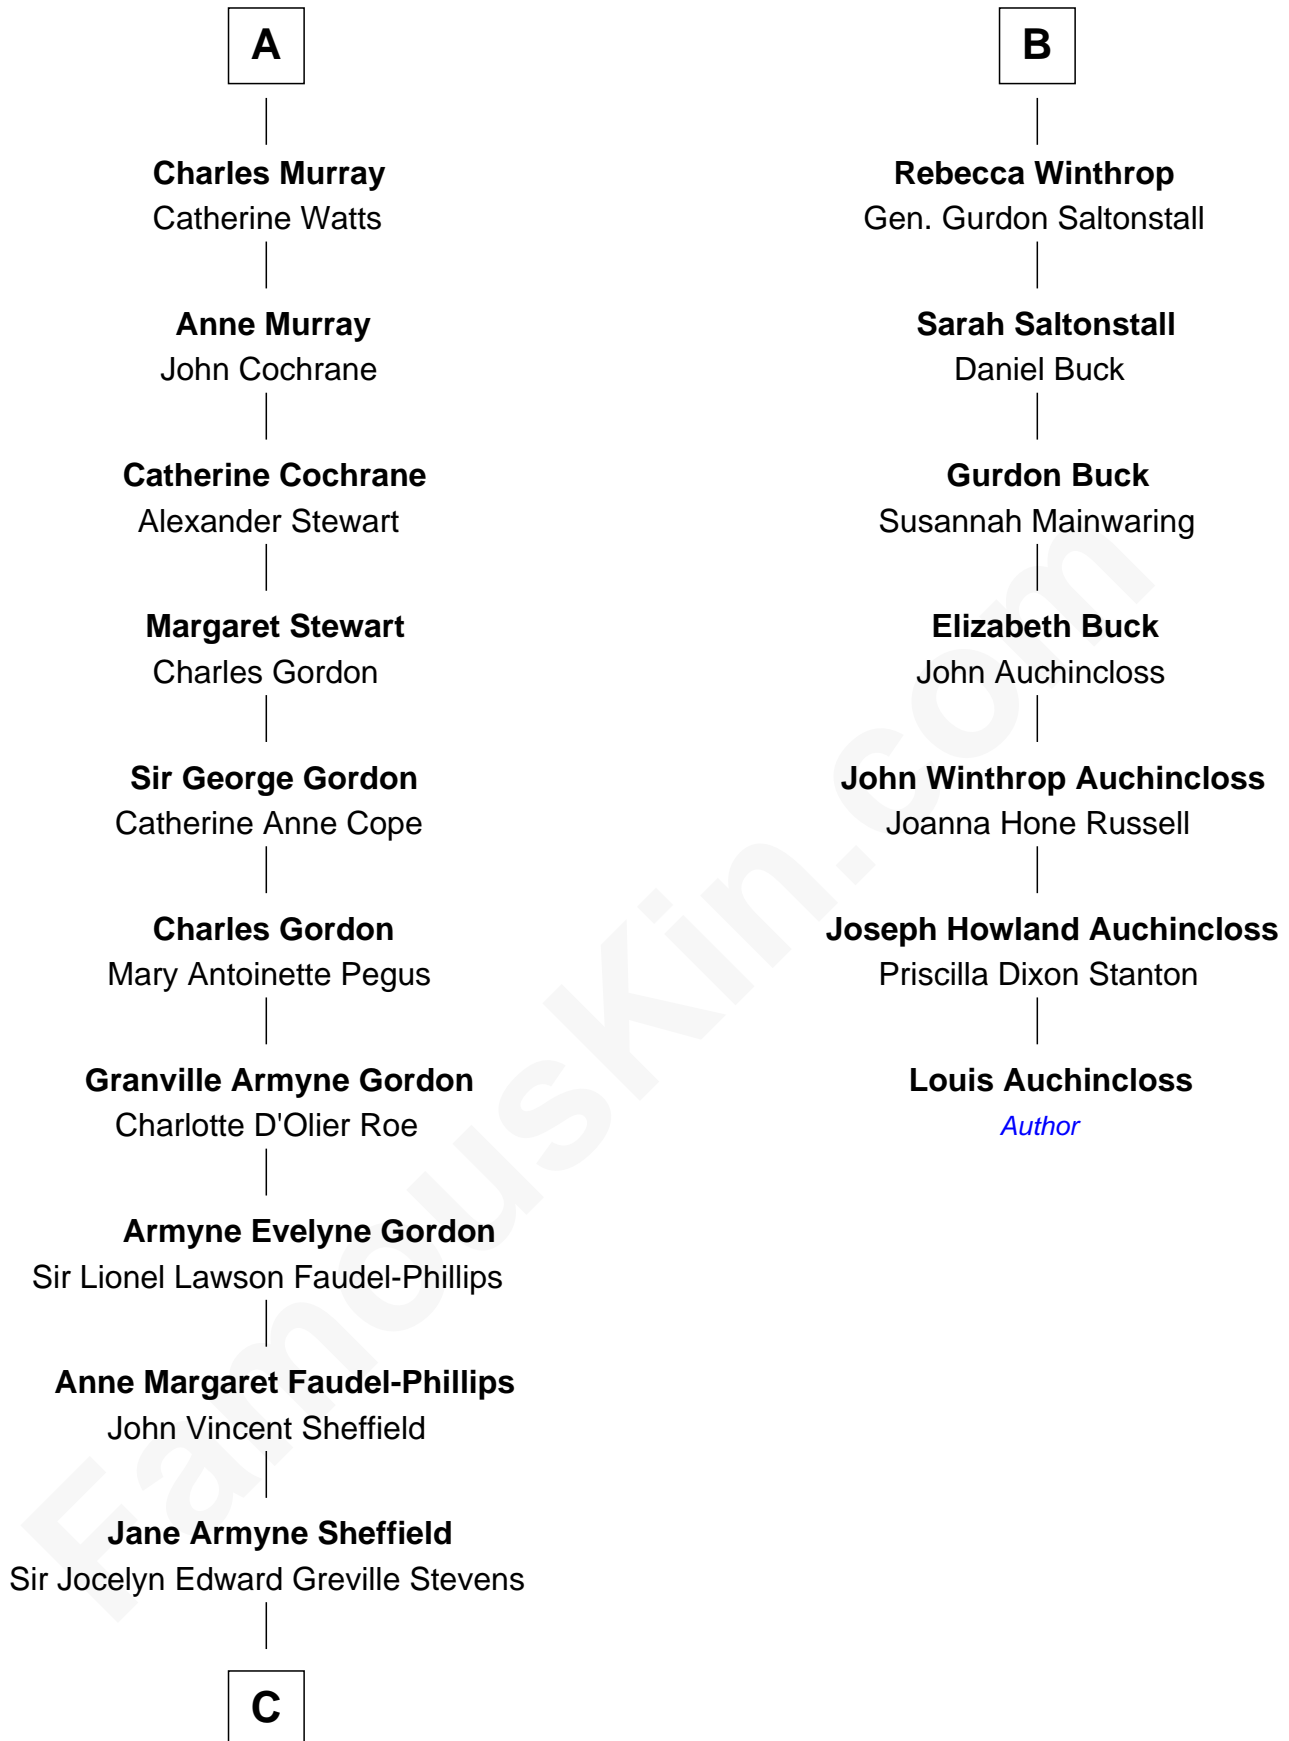 A
Charles Murray
Catherine Watts
Anne Murray
John Cochrane
Catherine Cochrane
Alexander Stewart
Margaret Stewart
Charles Gordon
Sir George Gordon
Catherine Anne Cope
Charles Gordon
Mary Antoinette Pegus
Granville Armyne Gordon
Charlotte D'Olier Roe
Armyne Evelyne Gordon
Sir Lionel Lawson Faudel-Phillips
Anne Margaret Faudel-Phillips
John Vincent Sheffield
Jane Armyne Sheffield
Sir Jocelyn Edward Greville Stevens
C
B
Rebecca Winthrop
Gen. Gurdon Saltonstall
Sarah Saltonstall
Daniel Buck
Gurdon Buck
Susannah Mainwaring
Elizabeth Buck
John Auchincloss
John Winthrop Auchincloss
Joanna Hone Russell
Joseph Howland Auchincloss
Priscilla Dixon Stanton
Louis Auchincloss
Author
FamousKin.com